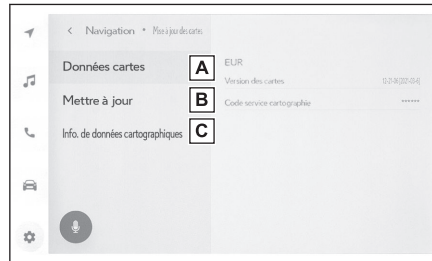 < Navigation • Mise à jour des cartes
Données cartes A
Mettre à jour B
Info. de données cartographiques C
EUR
Version des cartes
Code service cartographie ••••••